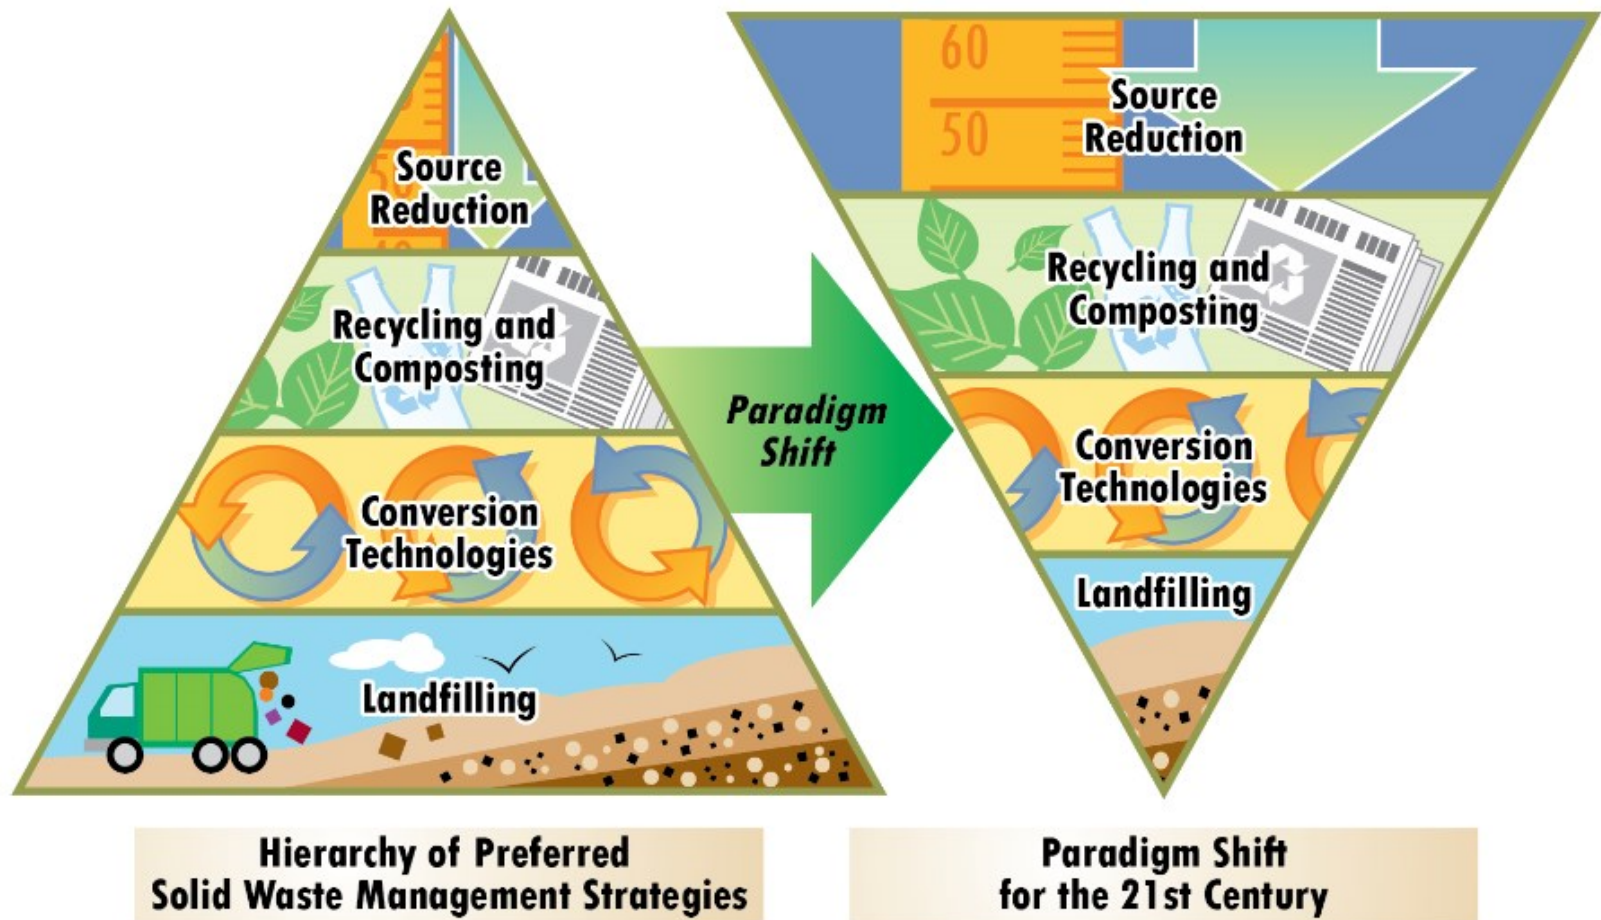 Source
Reduction
Recycling and
Composting
Conversion
Technologies
Landfilling
Hierarchy of Preferred
Solid Waste Management Strategies
Paradigm
Shift
60
50
Source
Reduction
Recycling and
Composting
Conversion
Technologies
Landfilling
Paradigm Shift
for the 21st Century